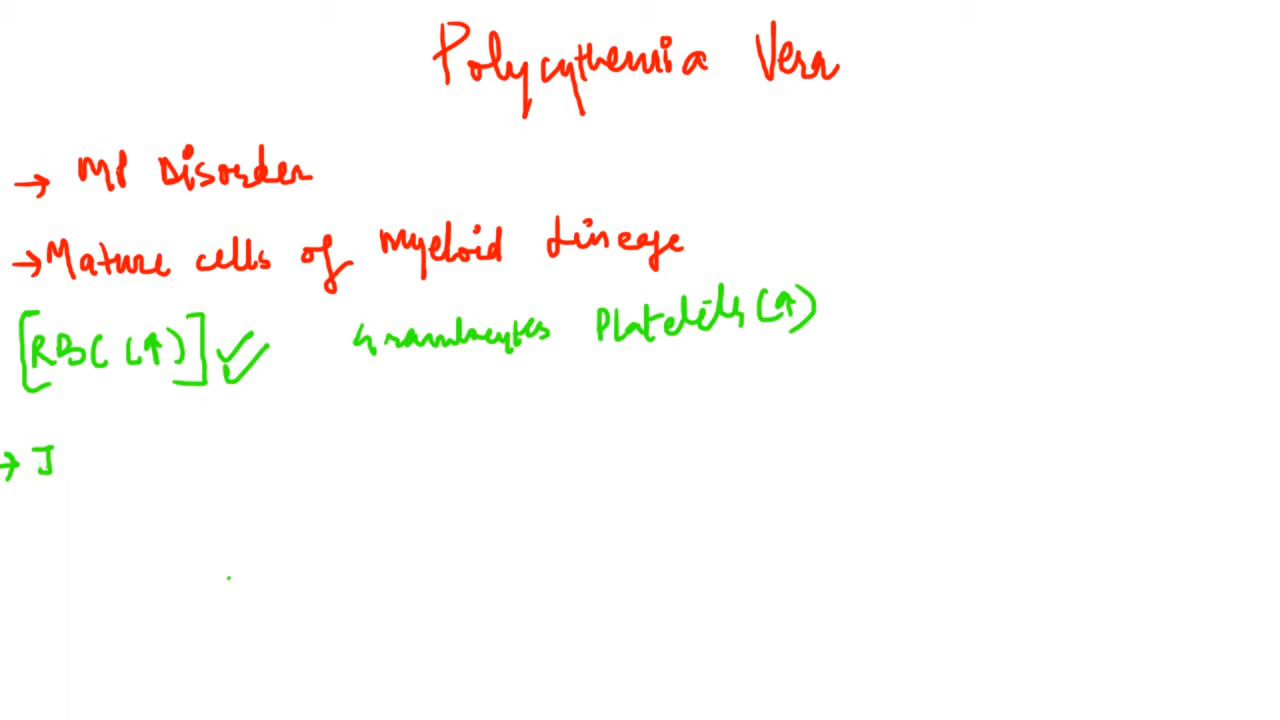 Polycythemia Vera
→ MP Disorder
→ Mature cells of Myeloid Lineage
[RBC (↑)] ✓✓ Granulocytes Platelets (↑)
→ J